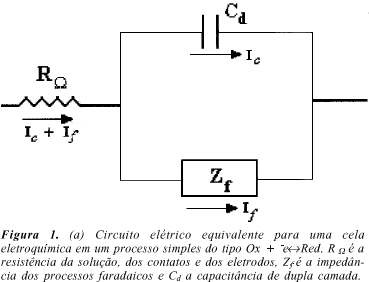 C_d
I_c
R_Ω
I_c + I_f
Z_f
I_f
Figura 1. (a) Circuito elétrico equivalente para uma cela
eletroquímica em um processo simples do tipo Ox + ̄e↔Red. R_Ω é a
resistência da solução, dos contatos e dos eletrodos, Z_f é a impedân-
cia dos processos faradaicos e C_d a capacitância de dupla camada.